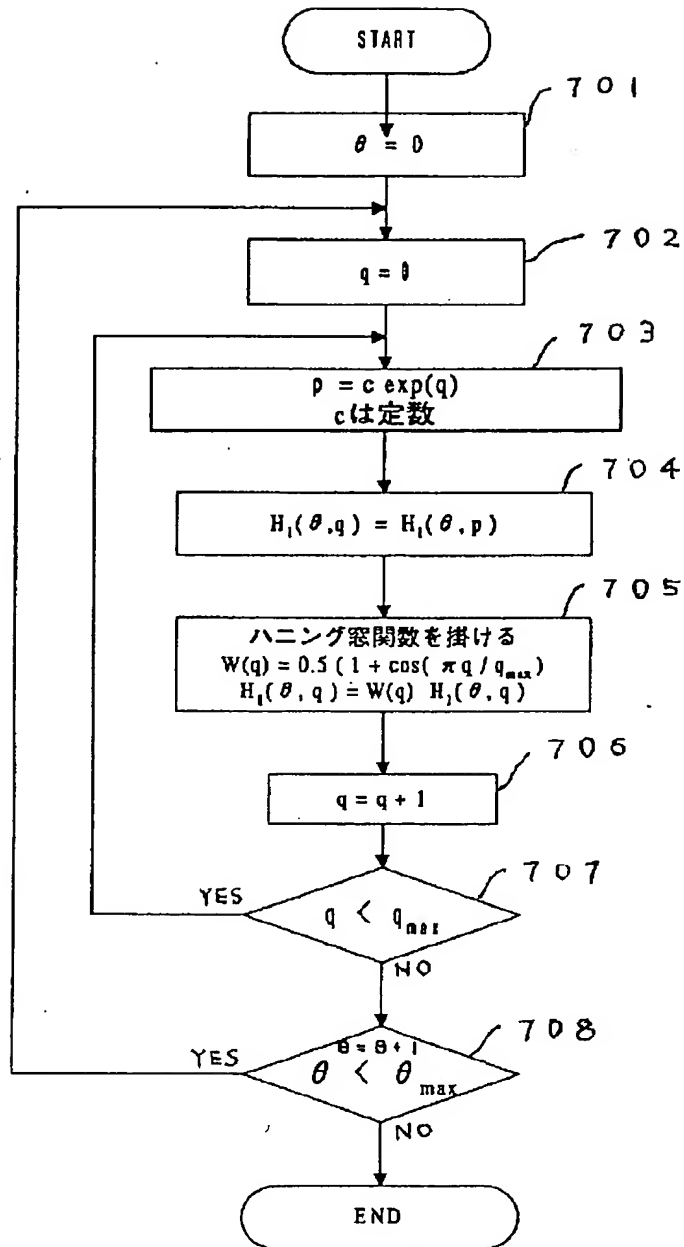 START
701
θ = 0
702
q = 0
703
p = c exp(q)
cは定数
704
H₁(θ,q) = H₁(θ,p)
705
ハニング窓関数を掛ける
W(q) = 0.5 ( 1 + cos( πq / qmax)
H₁(θ, q) = W(q) H₁(θ, q)
706
q = q + 1
707
YES
q < qmax
NO
708
θ = θ + 1
YES
θ < θmax
NO
END